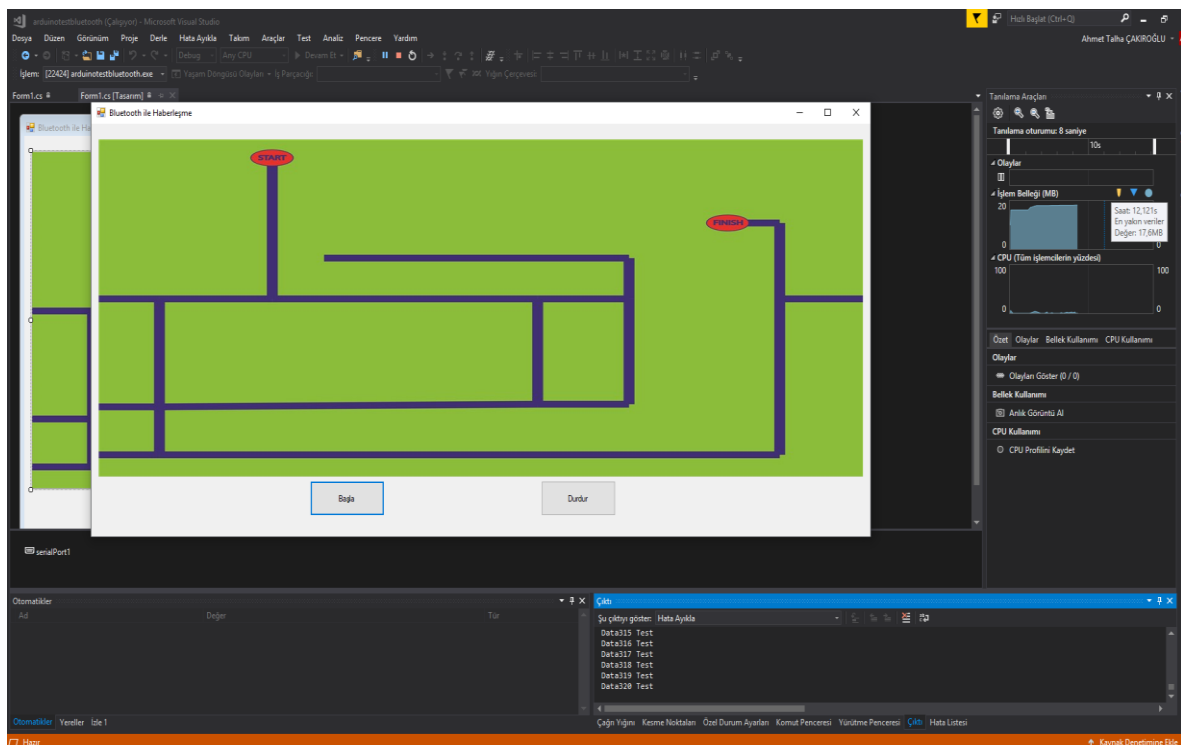 arduinotestbluetooth (Çalışıyor) - Microsoft Visual Studio
Hızlı Başlat (Ctrl+Q)
Dosya Düzen Görünüm Proje Derle Hata Ayıkla Takım Araçlar Test Analiz Pencere Yardım
Ahmet Talha ÇAKIROĞLU
Debug Any CPU Devam Et
İşlem: [22424] arduinotestbluetooth.exe Yaşam Döngüsü Olayları İş Parçacığı: Yığın Çerçevesi:
Form1.cs Form1.cs [Tasarım]
Bluetooth ile Ha
Bluetooth ile Haberleşme
START
FINISH
Başla
Durdur
serialPort1
Tanılama Araçları
Tanılama oturumu: 8 saniye
10s
Olaylar
İşlem Belleği (MB)
20
0
0
Saat: 12,121s
En yakın veriler
Değer: 17,6MB
CPU (Tüm işlemcilerin yüzdesi)
100 100
0 0
Özet Olaylar Bellek Kullanımı CPU Kullanımı
Olaylar
Olayları Göster (0 / 0)
Bellek Kullanımı
Anlık Görüntü Al
CPU Kullanımı
CPU Profilini Kaydet
Otomatikler
Ad Değer Tür
Otomatikler Yereller İzle 1
Çıktı
Şu çıktıyı göster: Hata Ayıkla
Data315 Test
Data316 Test
Data317 Test
Data318 Test
Data319 Test
Data320 Test
Çağrı Yığını Kesme Noktaları Özel Durum Ayarları Komut Penceresi Yürütme Penceresi Çıktı Hata Listesi
Hazır
Kaynak Denetimine Ekle